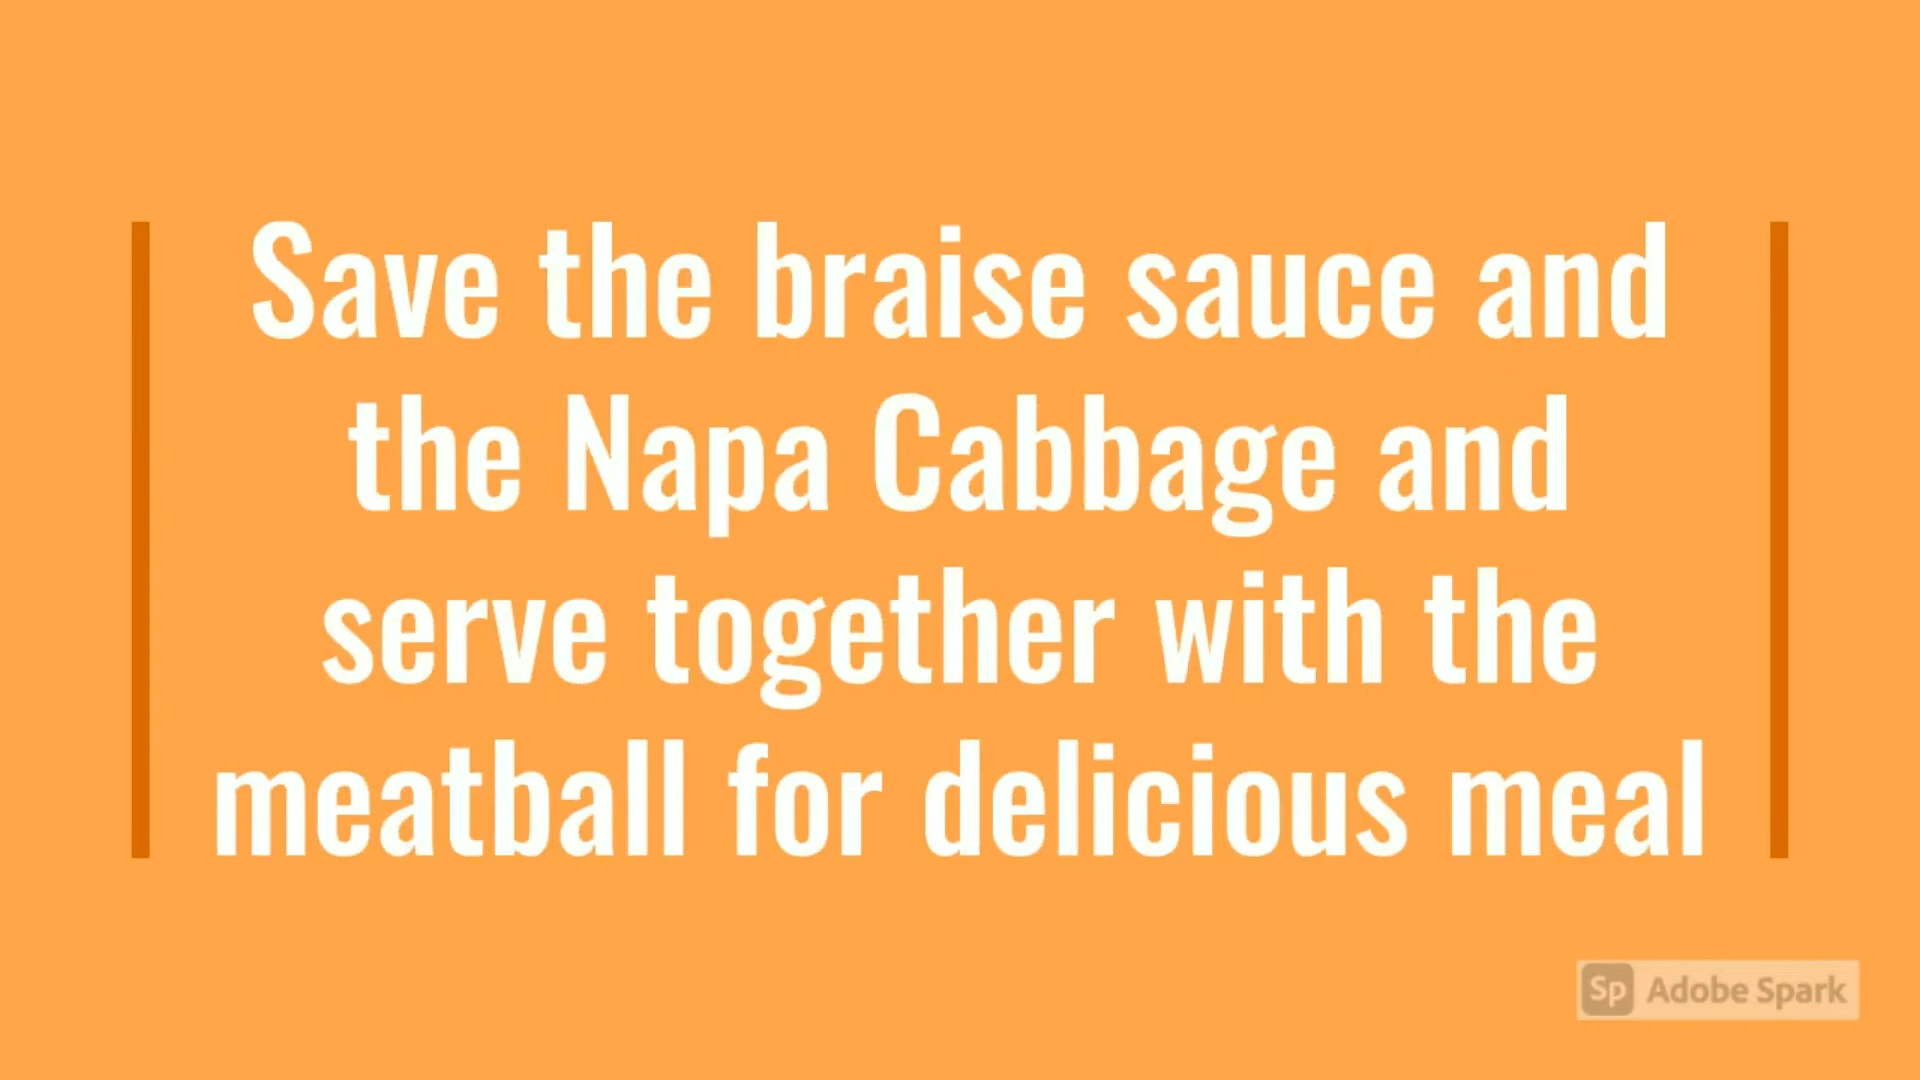 Save the braise sauce and
the Napa Cabbage and
serve together with the
meatball for delicious meal
Sp Adobe Spark